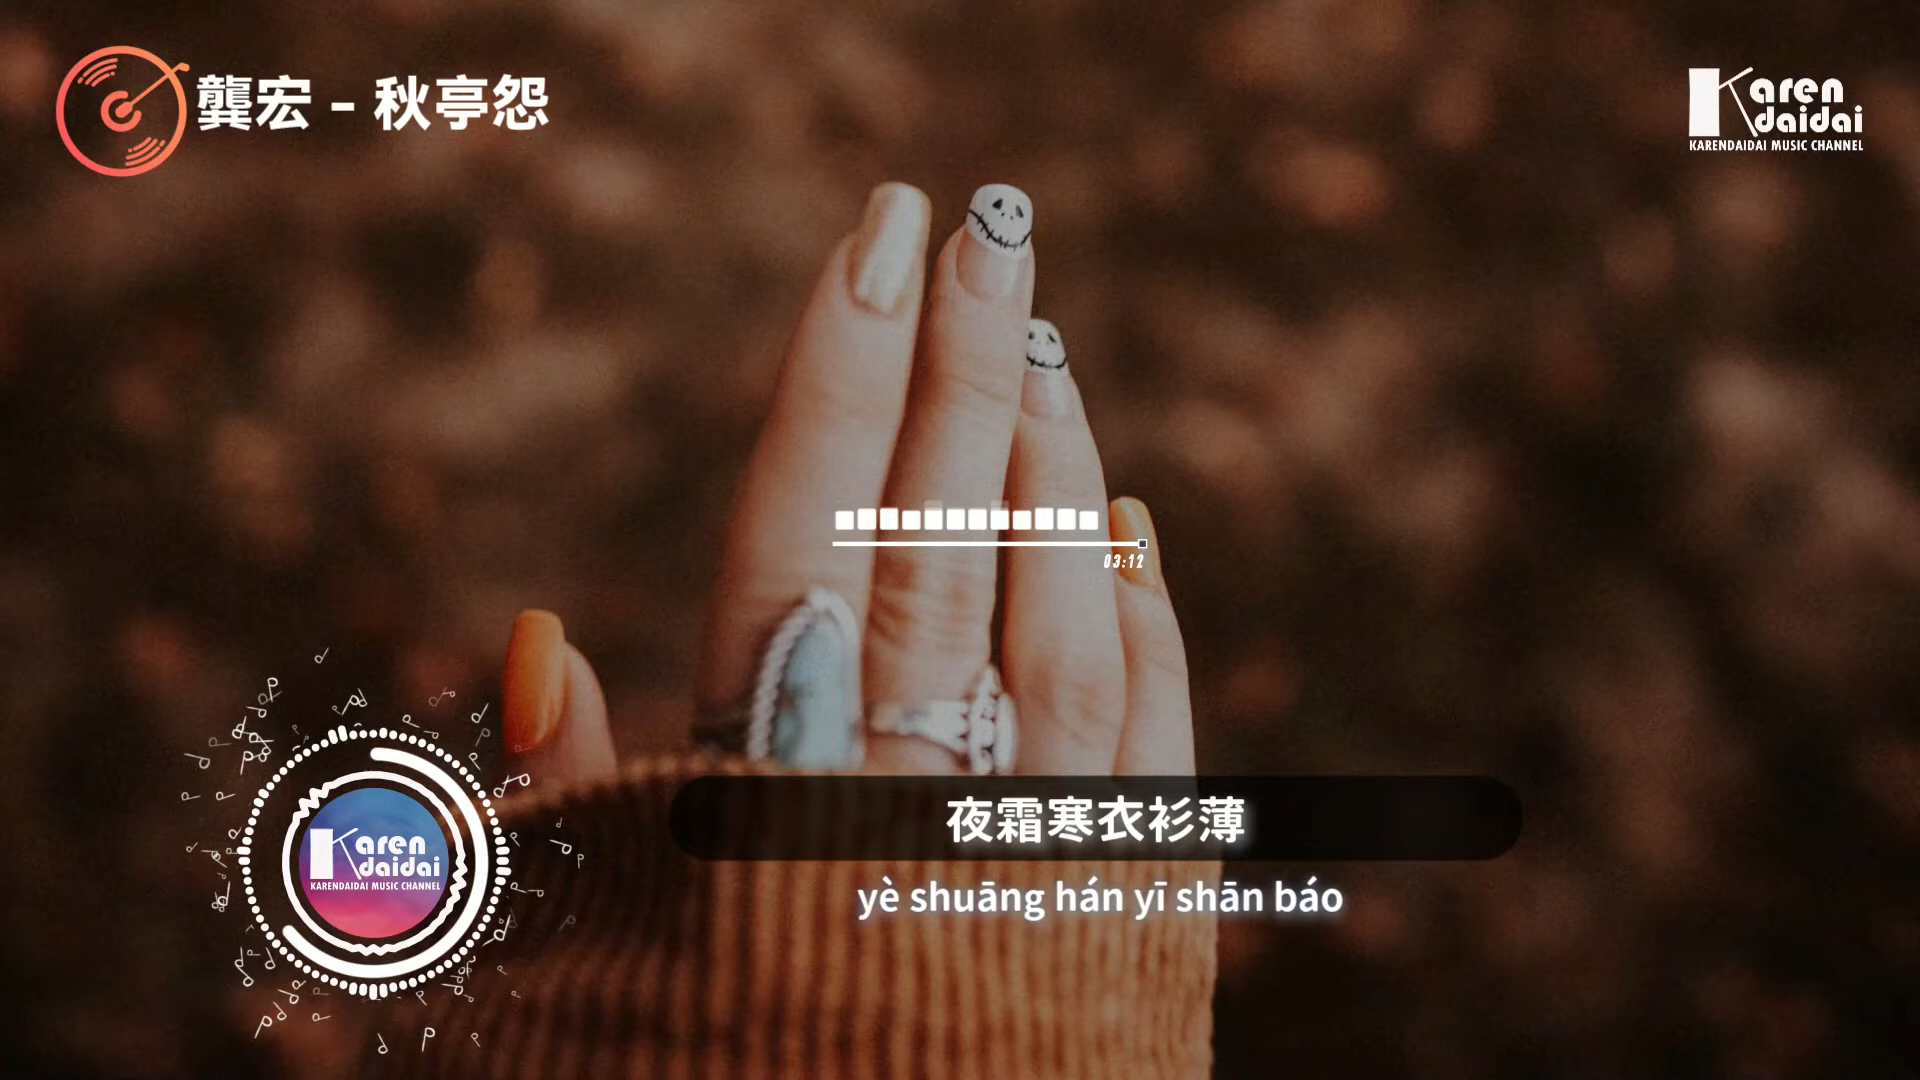 龔宏 - 秋亭怨
Karen
daidai
KARENDAIDAI MUSIC CHANNEL
03:12
夜霜寒衣衫薄
yè shuāng hán yī shān báo
Karen
daidai
KARENDAIDAI MUSIC CHANNEL